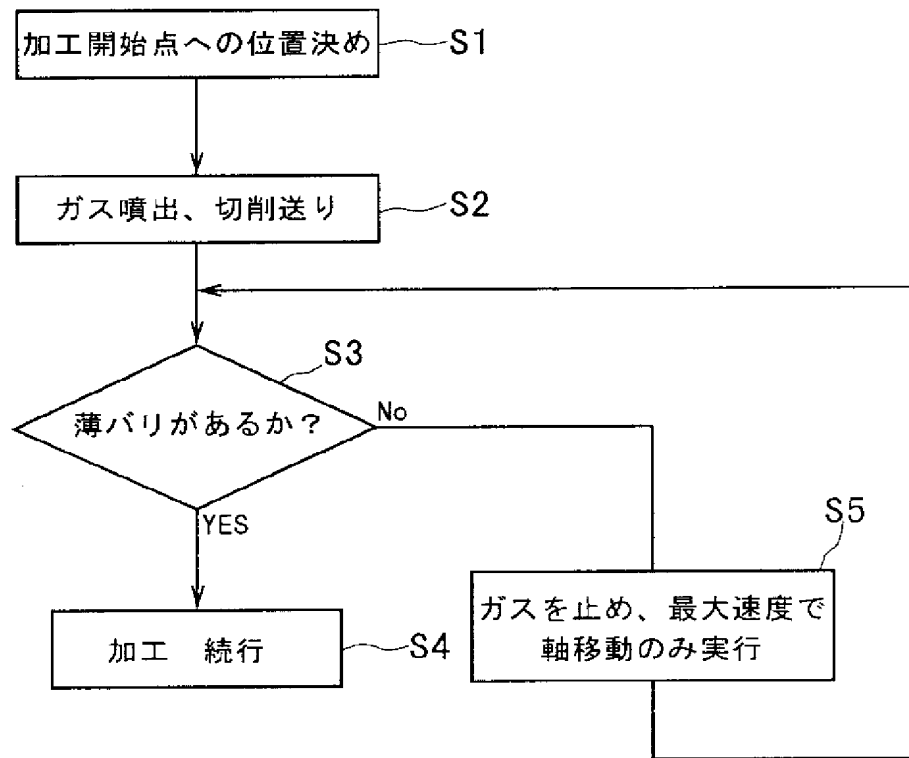 加工開始点への位置決め
S1
ガス噴出、切削送り
S2
S3
薄バリがあるか？
No
YES
S5
ガスを止め、最大速度で
軸移動のみ実行
加工　続行
S4